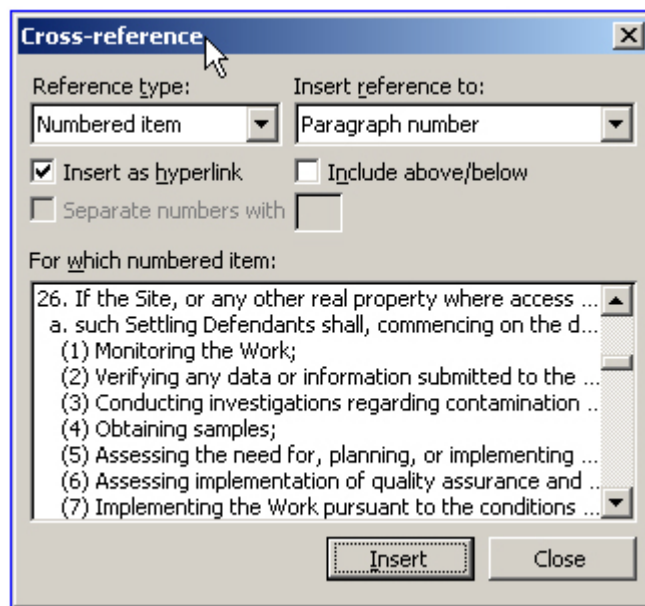 Cross-reference
Reference type: Insert reference to:
Numbered item Paragraph number
Insert as hyperlink Include above/below
Separate numbers with
For which numbered item:
26. If the Site, or any other real property where access ...
a. such Settling Defendants shall, commencing on the d...
(1) Monitoring the Work;
(2) Verifying any data or information submitted to the ...
(3) Conducting investigations regarding contamination ...
(4) Obtaining samples;
(5) Assessing the need for, planning, or implementing ...
(6) Assessing implementation of quality assurance and ...
(7) Implementing the Work pursuant to the conditions ...
Insert Close